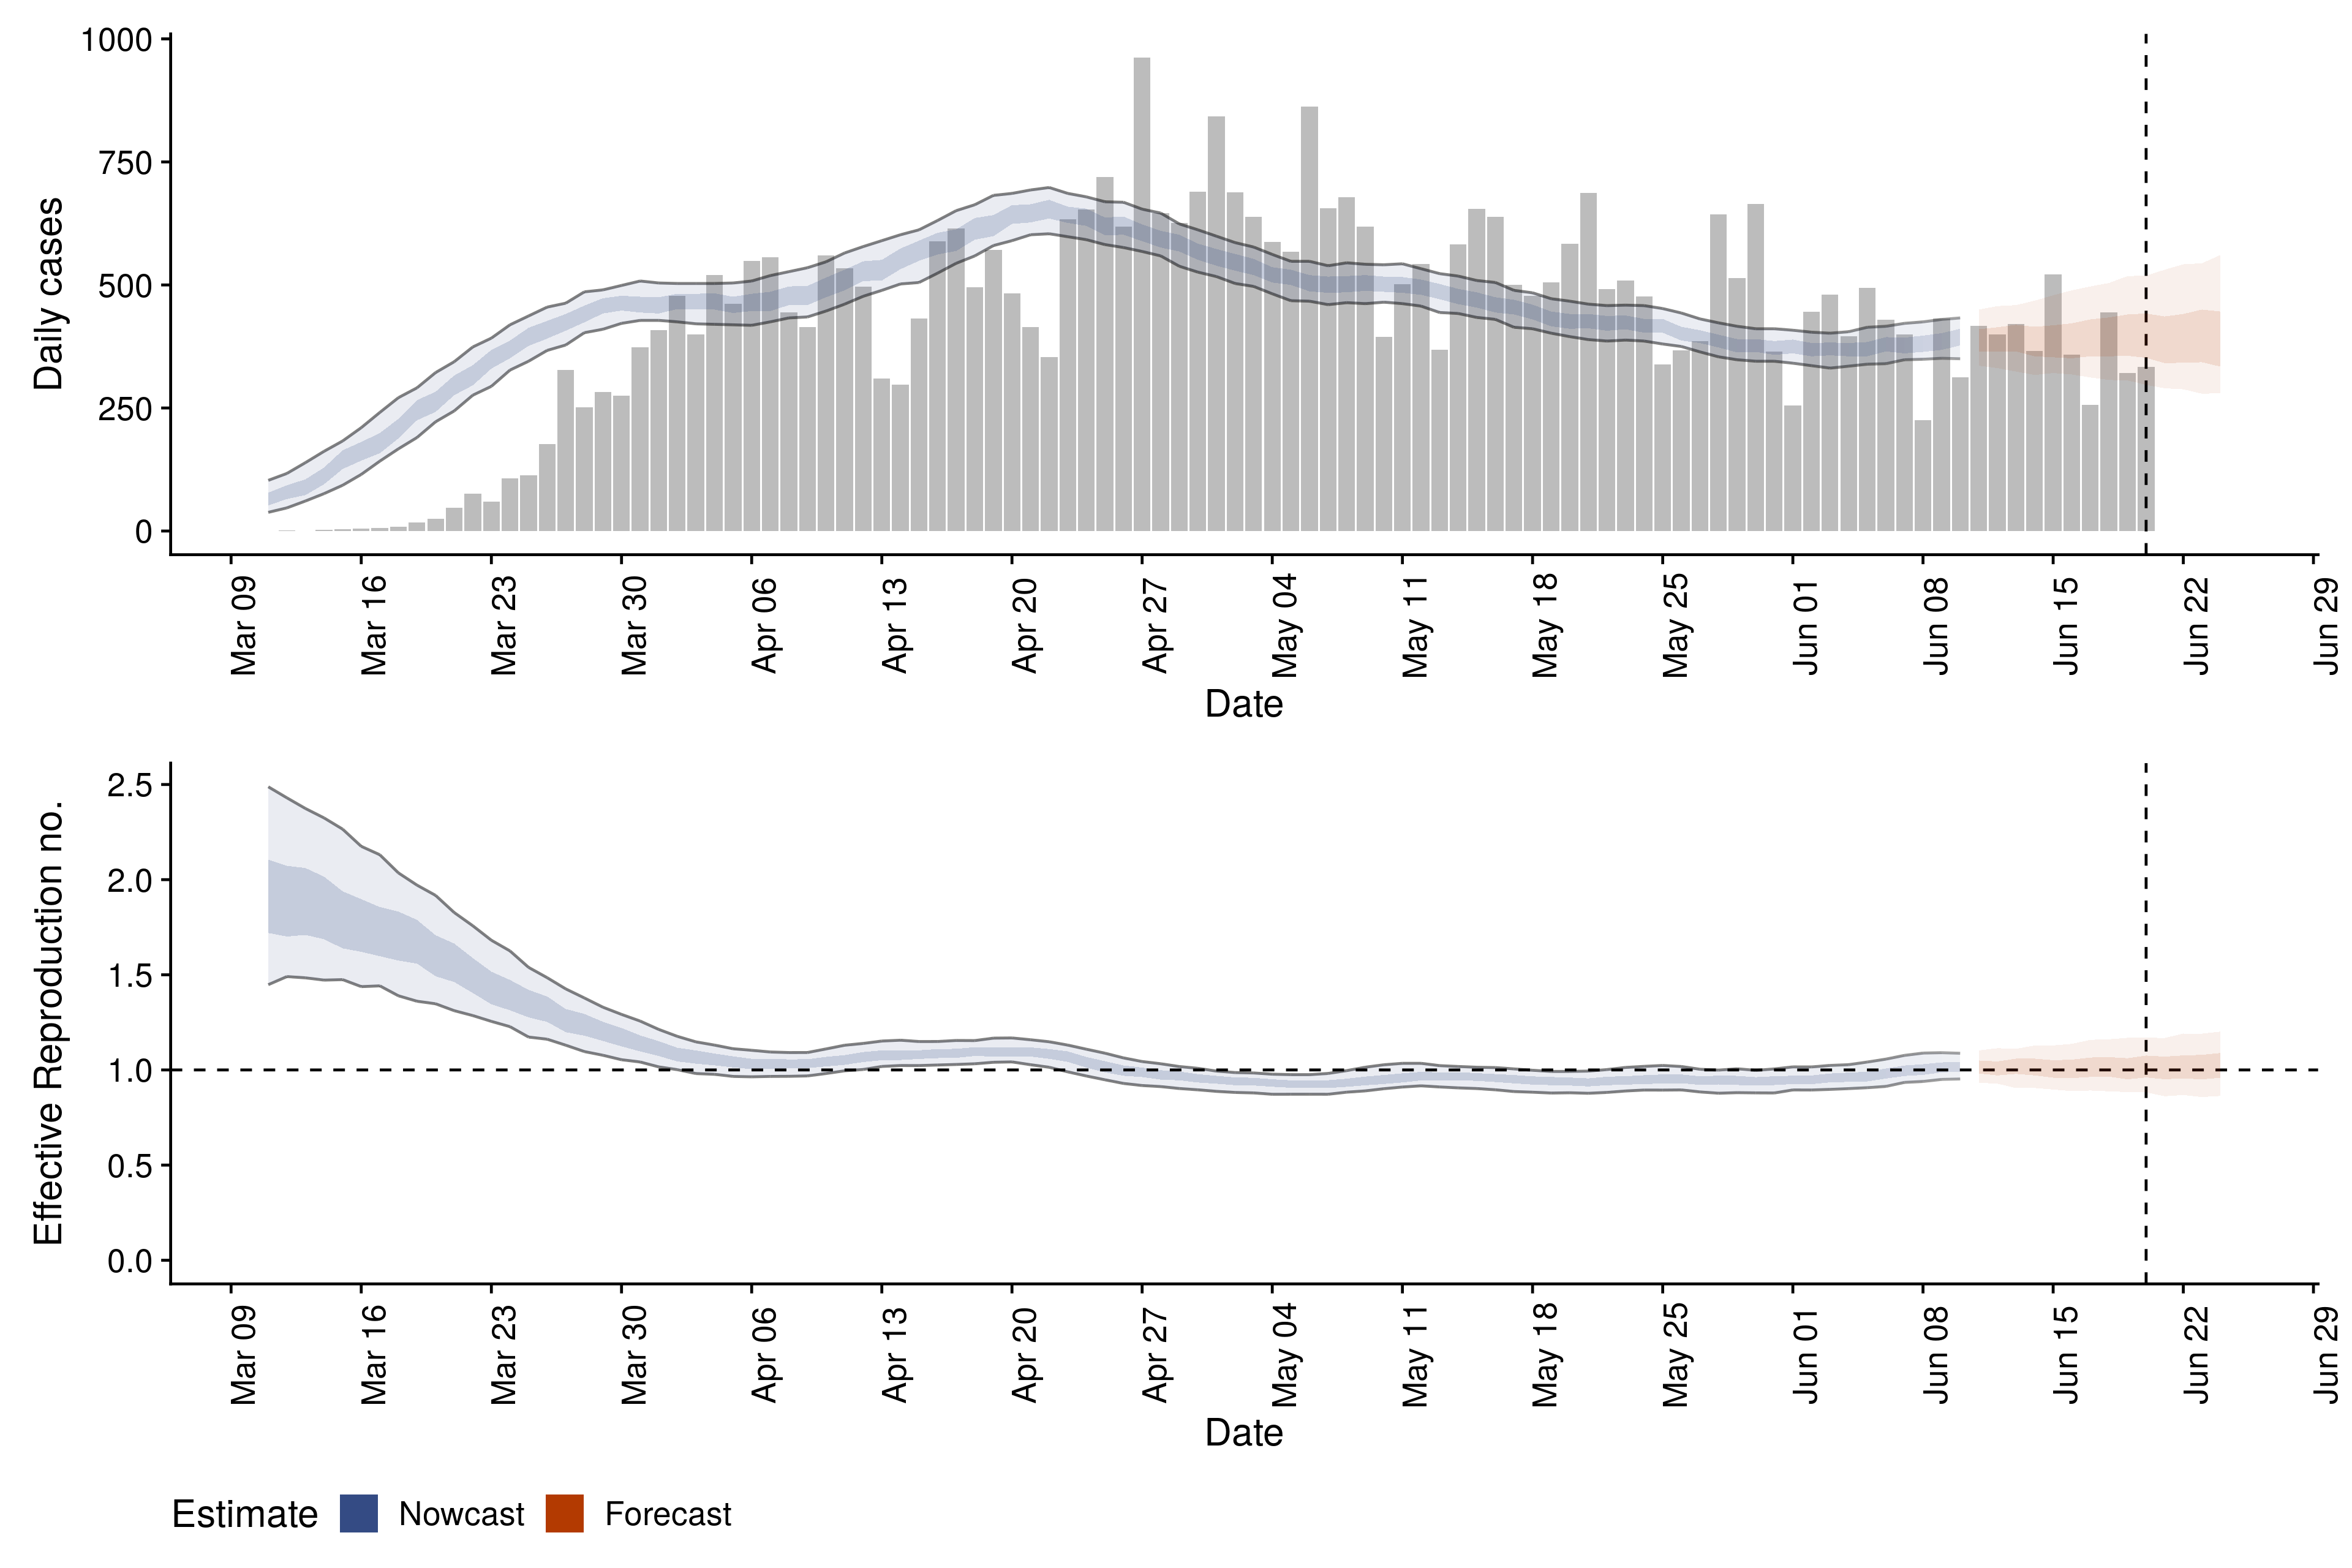 1000
750
500
250
0
Daily cases
Mar 09
Mar 16
Mar 23
Mar 30
Apr 06
Apr 13
Apr 20
Apr 27
May 04
May 11
May 18
May 25
Jun 01
Jun 08
Jun 15
Jun 22
Jun 29
Date
2.5
2.0
1.5
1.0
0.5
0.0
Effective Reproduction no.
Mar 09
Mar 16
Mar 23
Mar 30
Apr 06
Apr 13
Apr 20
Apr 27
May 04
May 11
May 18
May 25
Jun 01
Jun 08
Jun 15
Jun 22
Jun 29
Date
Estimate Nowcast Forecast